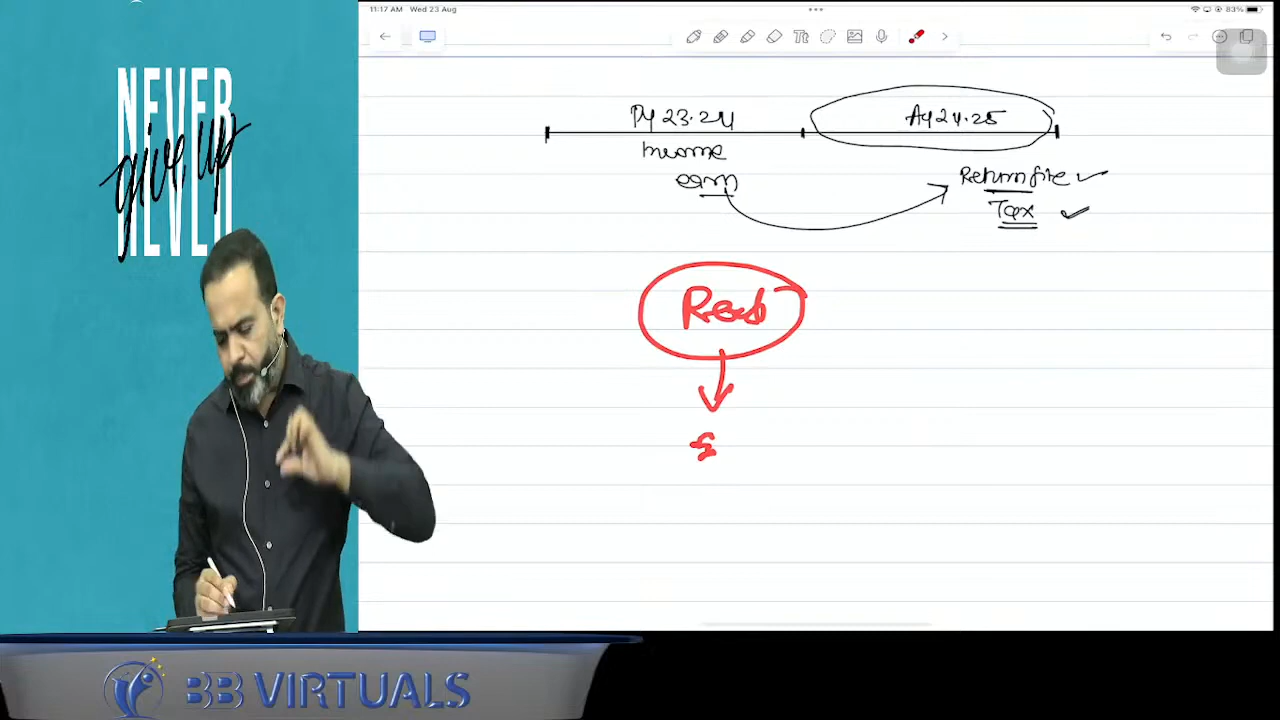 11:17 AM Wed 23 Aug
83%
NEVER
give up
NEVER
PY 23.24
AY 24.25
Income
earn
Return file
Tax
BB VIRTUALS